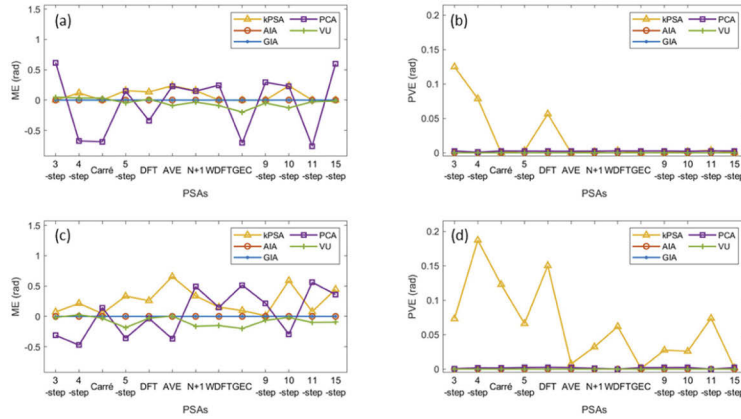 (a)
kPSA PCA
AIA VU
GIA
ME (rad)
1.5
1
0.5
0
-0.5
3 -step
4 -step
Carré
5 -step
DFT
AVE
N+1
WDFT
GEC
9 -step
10 -step
11 -step
15 -step
PSAs
(b)
kPSA PCA
AIA VU
GIA
PVE (rad)
0.2
0.15
0.1
0.05
0
3 -step
4 -step
Carré
5 -step
DFT
AVE
N+1
WDFT
GEC
9 -step
10 -step
11 -step
15 -step
PSAs
(c)
kPSA PCA
AIA VU
GIA
ME (rad)
1.5
1
0.5
0
-0.5
3 -step
4 -step
Carré
5 -step
DFT
AVE
N+1
WDFT
GEC
9 -step
10 -step
11 -step
15 -step
PSAs
(d)
kPSA PCA
AIA VU
GIA
PVE (rad)
0.2
0.15
0.1
0.05
0
3 -step
4 -step
Carré
5 -step
DFT
AVE
N+1
WDFT
GEC
9 -step
10 -step
11 -step
15 -step
PSAs